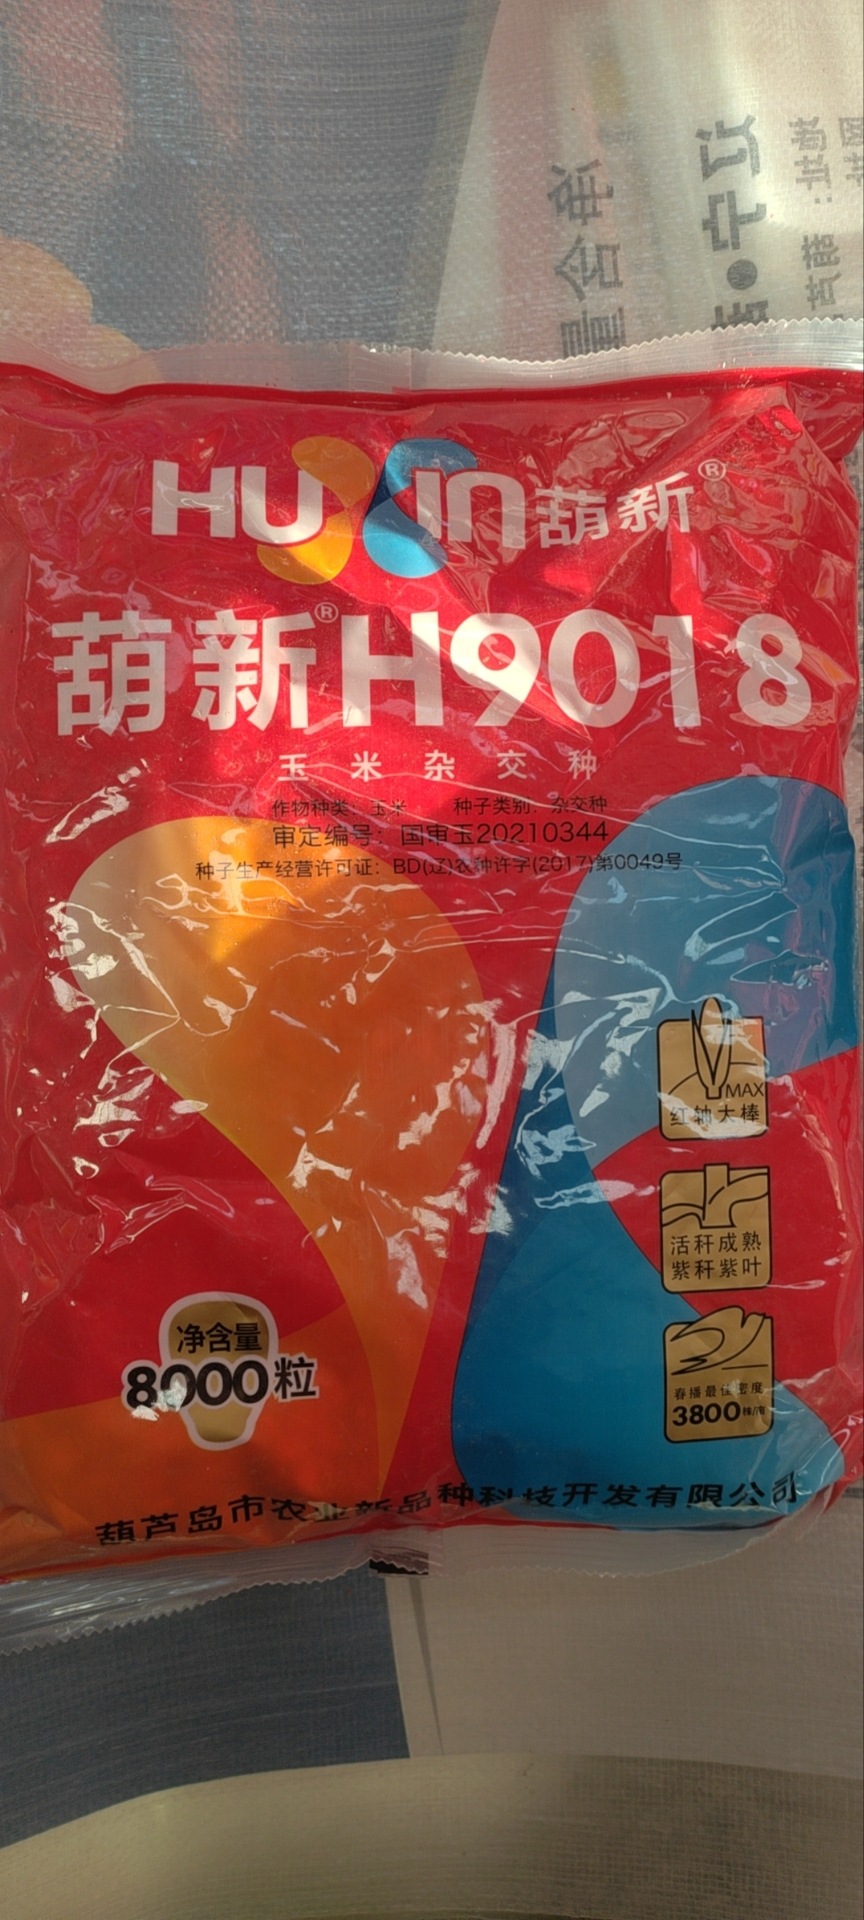 量含审
结•宁以
HUXin葫新®
葫新®H9018
玉米杂交种
作物种类：玉米 种子类别：杂交种
审定编号：国审玉20210344
种子生产经营许可证：BD(辽)农种许字(2017)第0049号
MAX
红轴大棒
活秆成熟
紫秆紫叶
春播最佳密度
3800株/亩
净含量
8000粒
葫芦岛市农业新品种科技开发有限公司